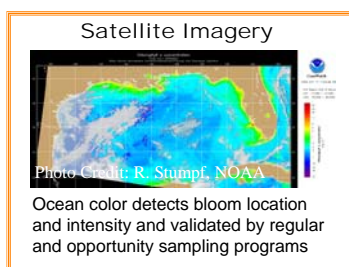 Satellite Imagery
Photo Credit: R. Stumpf, NOAA
Ocean color detects bloom location
and intensity and validated by regular
and opportunity sampling programs